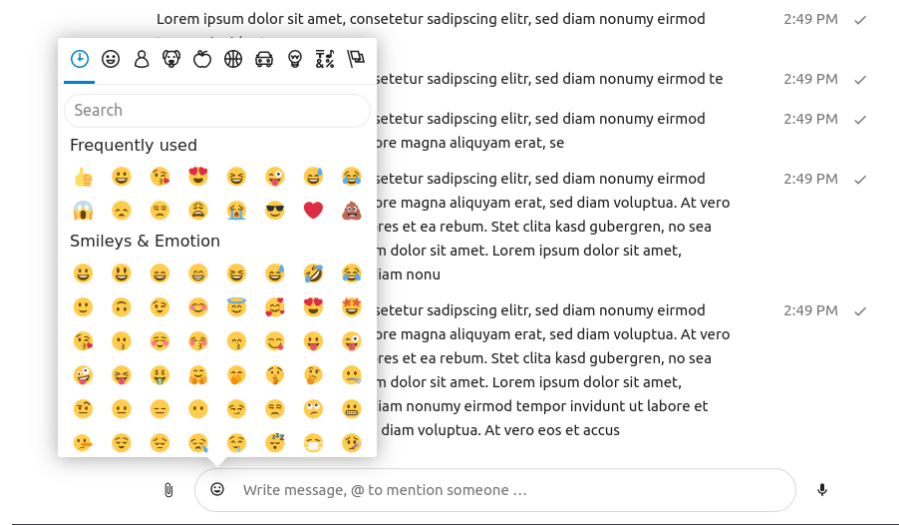 Lorem ipsum dolor sit amet, consetetur sadipscing elitr, sed diam nonumy eirmod 2:49 PM
setetur sadipscing elitr, sed diam nonumy eirmod te 2:49 PM
setetur sadipscing elitr, sed diam nonumy eirmod 2:49 PM
Search
ore magna aliquyam erat, se
Frequently used
setetur sadipscing elitr, sed diam nonumy eirmod 2:49 PM
ore magna aliquyam erat, sed diam voluptua. At vero
res et ea rebum. Stet clita kasd gubergren, no sea
Smileys & Emotion
m dolor sit amet. Lorem ipsum dolor sit amet,
iam nonu
setetur sadipscing elitr, sed diam nonumy eirmod 2:49 PM
ore magna aliquyam erat, sed diam voluptua. At vero
res et ea rebum. Stet clita kasd gubergren, no sea
m dolor sit amet. Lorem ipsum dolor sit amet,
iam nonumy eirmod tempor invidunt ut labore et
diam voluptua. At vero eos et accus
Write message, @ to mention someone …